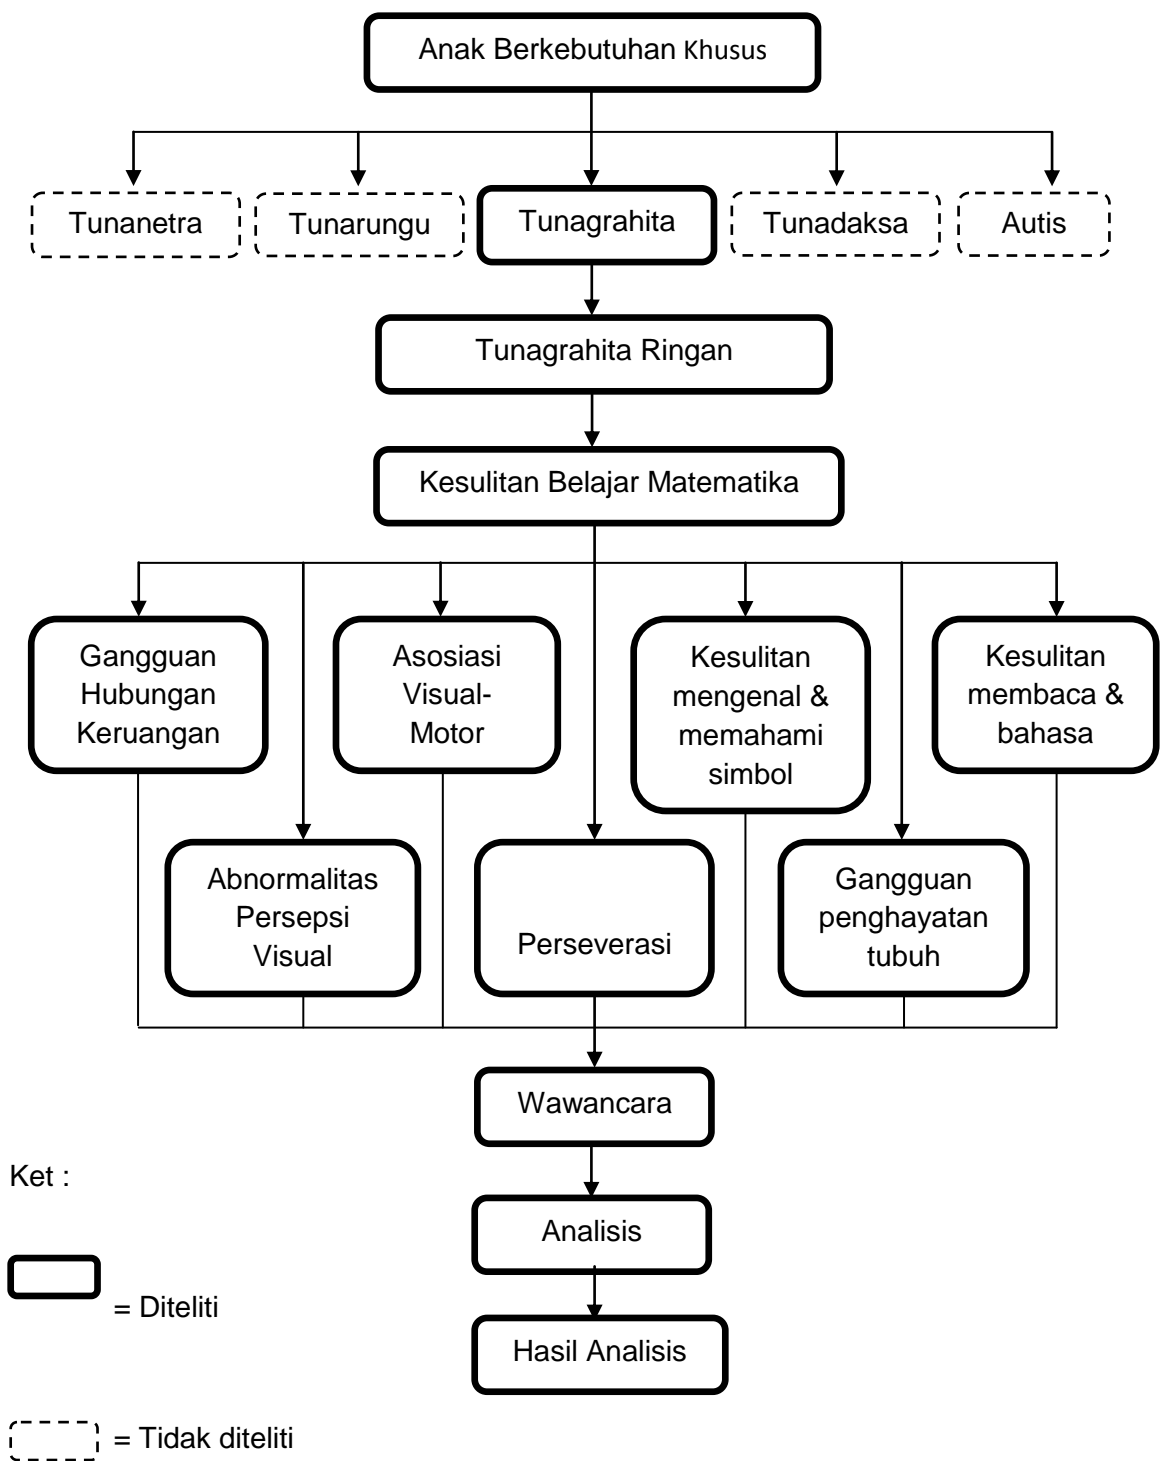 Anak Berkebutuhan Khusus
Tunanetra
Tunarungu
Tunagrahita
Tunadaksa
Autis
Tunagrahita Ringan
Kesulitan Belajar Matematika
Gangguan
Hubungan
Keruangan
Asosiasi
Visual-
Motor
Kesulitan
mengenal &
memahami
simbol
Kesulitan
membaca &
bahasa
Abnormalitas
Persepsi
Visual
Perseverasi
Gangguan
penghayatan
tubuh
Wawancara
Analisis
Hasil Analisis
Ket :
= Diteliti
= Tidak diteliti